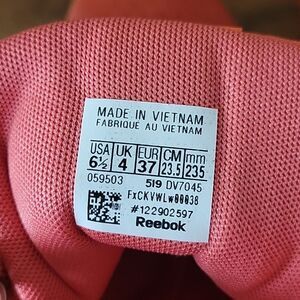 MADE IN VIETNAM
FABRIQUÉ AU VIETNAM
USA UK EUR CM mm
6½ 4 37 23.5 235
059503 519 DV7045
FxCKVWLw00038
#122902597
Reebok